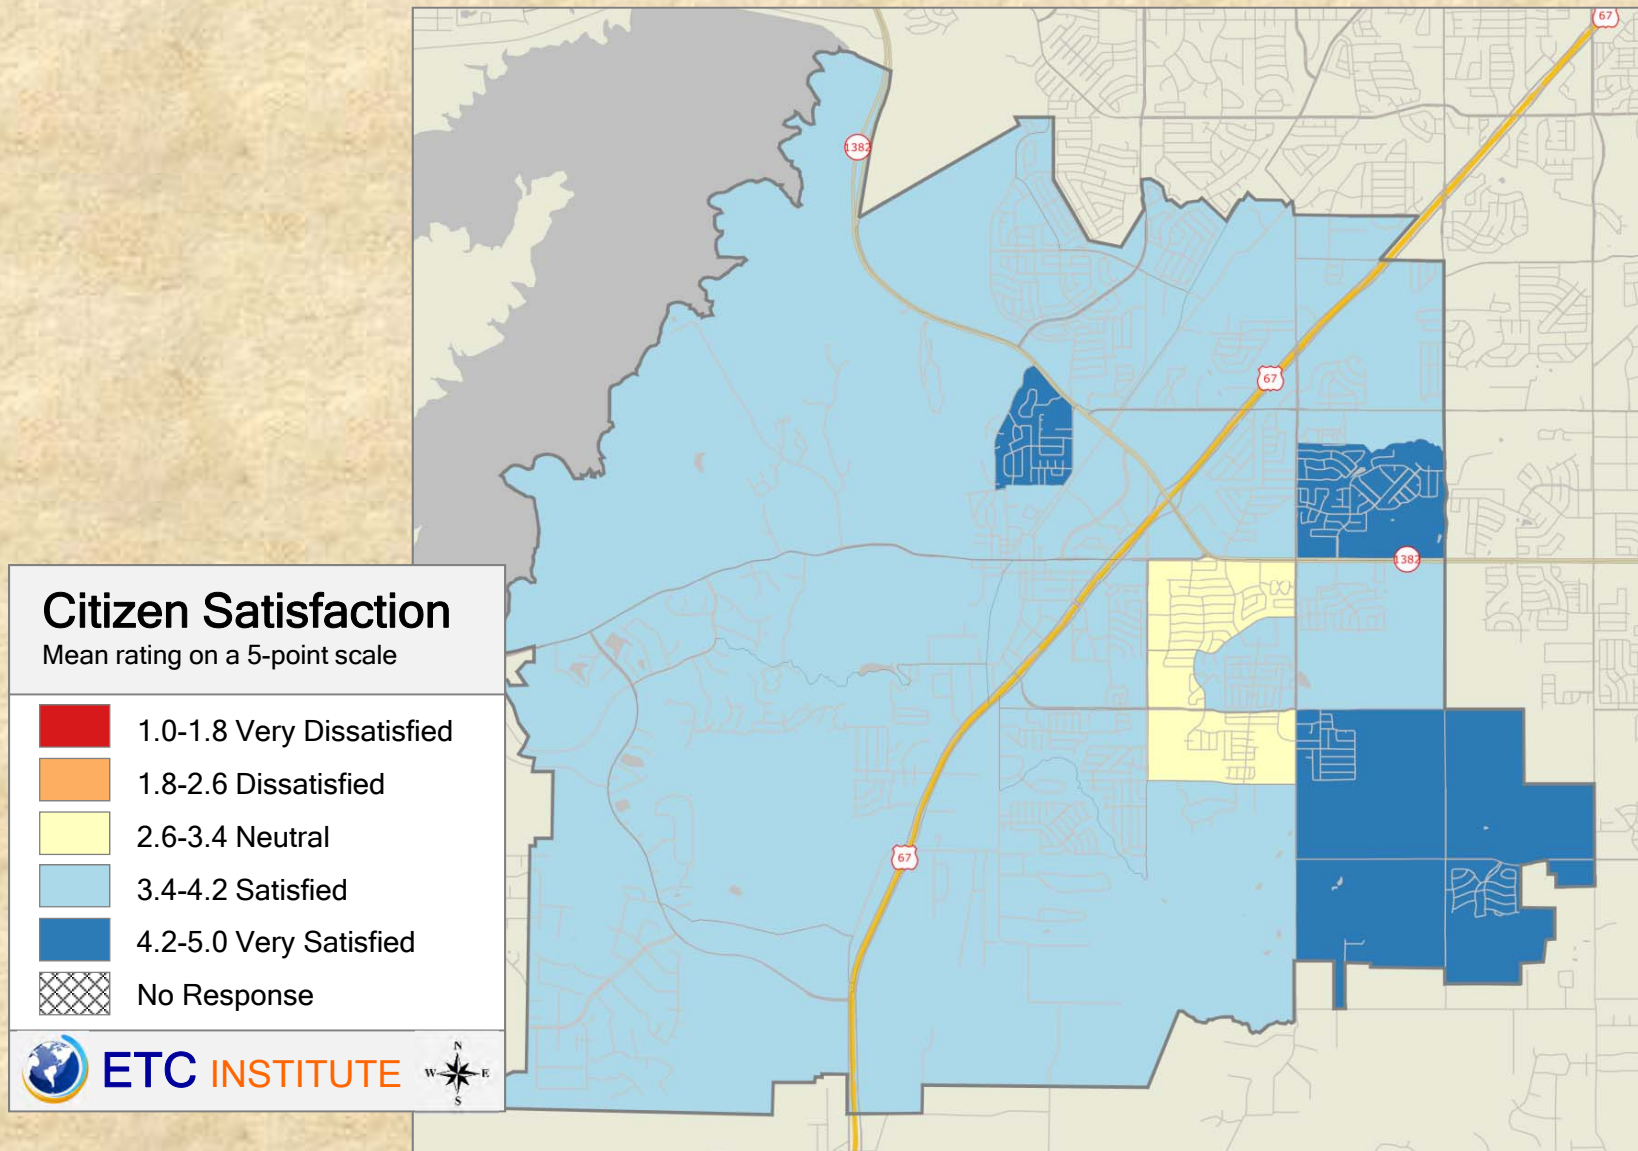 67
1382
67
1382
67
Citizen Satisfaction
Mean rating on a 5-point scale
1.0-1.8 Very Dissatisfied
1.8-2.6 Dissatisfied
2.6-3.4 Neutral
3.4-4.2 Satisfied
4.2-5.0 Very Satisfied
No Response
ETC INSTITUTE
N
W E
S